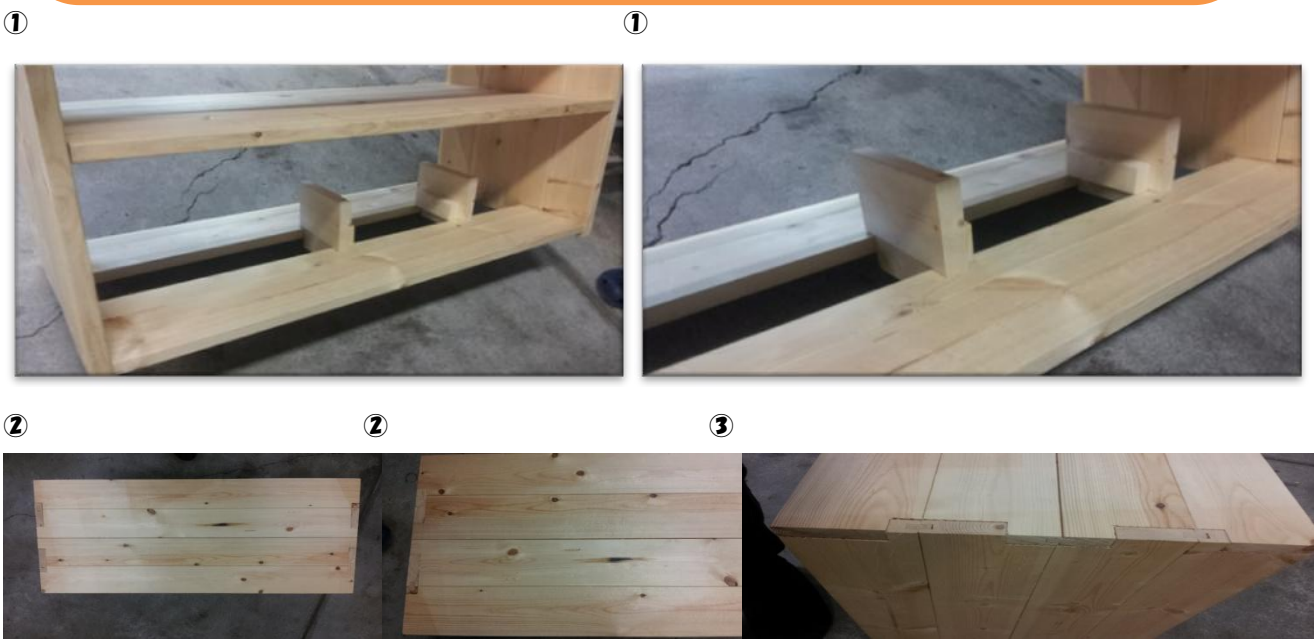 ① ①
② ② ③